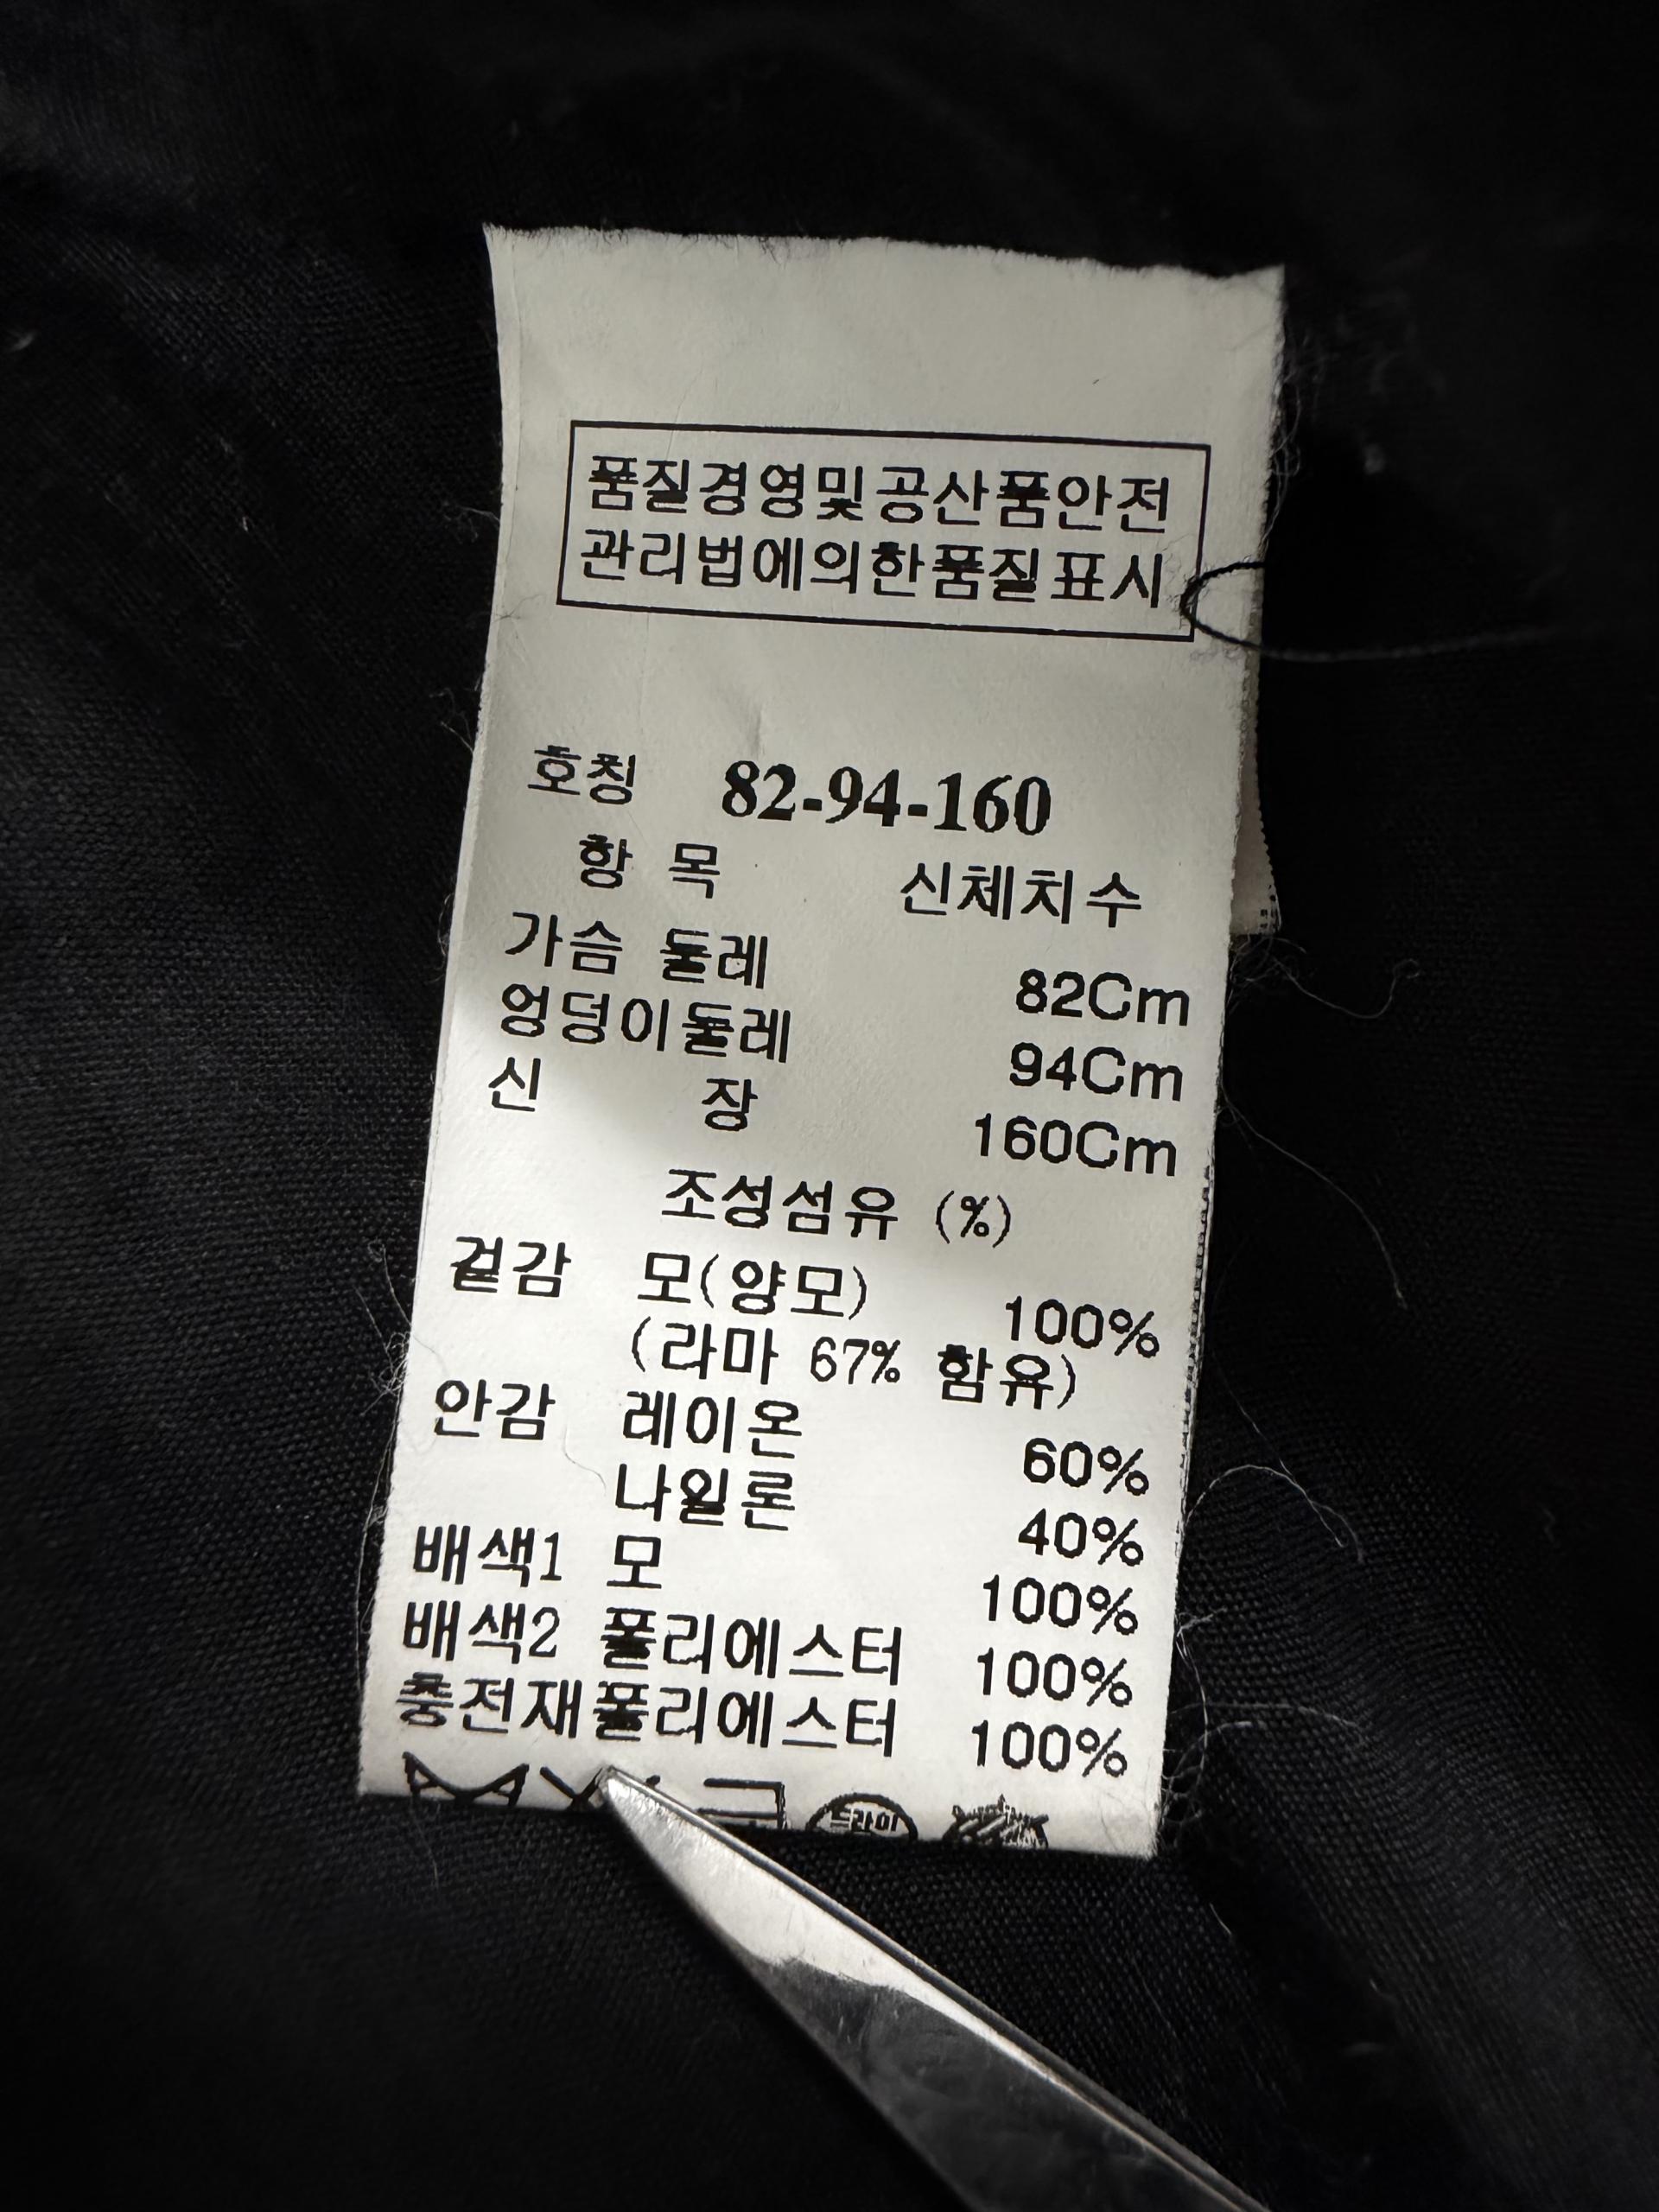 품질경영및공산품안전
관리법에의한품질표시
호칭 82-94-160
항 목 신체치수
가슴 둘레 82Cm
엉덩이둘레 94Cm
신 장 160Cm
조성섬유 (%)
겉감 모(양모) 100%
(라마 67% 함유)
안감 레이온 60%
나일론 40%
배색1 모 100%
배색2 폴리에스터 100%
충전재폴리에스터 100%
드라이